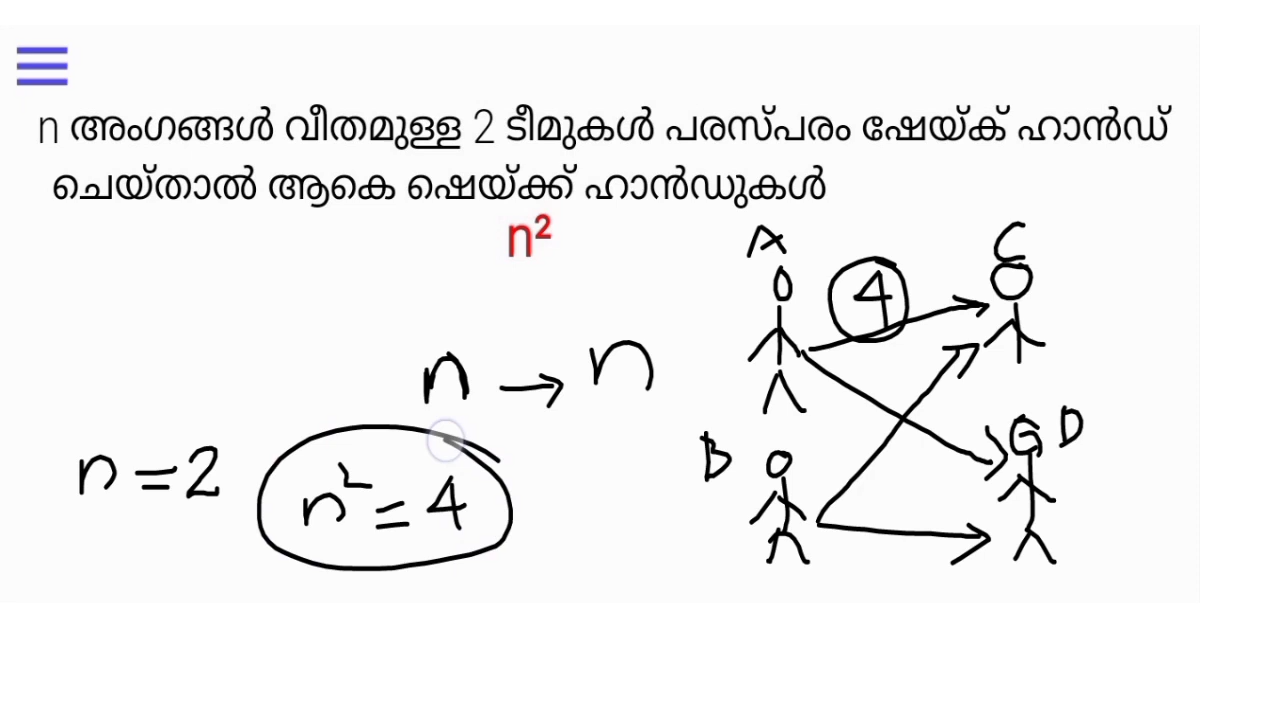 n അംഗങ്ങൾ വീതമുള്ള 2 ടീമുകൾ പരസ്പരം ഷേയ്ക് ഹാൻഡ്
ചെയ്താൽ ആകെ ഷെയ്ക്ക് ഹാൻഡുകൾ
n²
A
C
4
n → n
B
D
n = 2
n² = 4